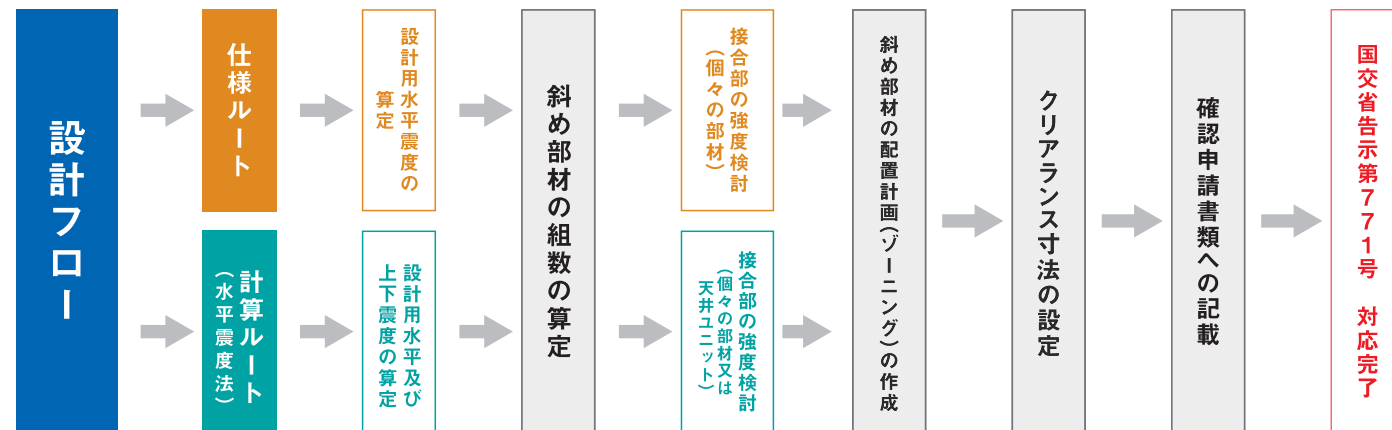 設計フロー
仕様ルート
設計用水平震度の
算定
計算ルート
（水平震度法）
設計用水平及び
上下震度の算定
斜め部材の組数の算定
接合部の強度検討
（個々の部材）
接合部の強度検討
（個々の部材又は
天井ユニット）
斜め部材の配置計画（ゾーニング）の作成
クリアランス寸法の設定
確認申請書類への記載
国交省告示第771号　対応完了